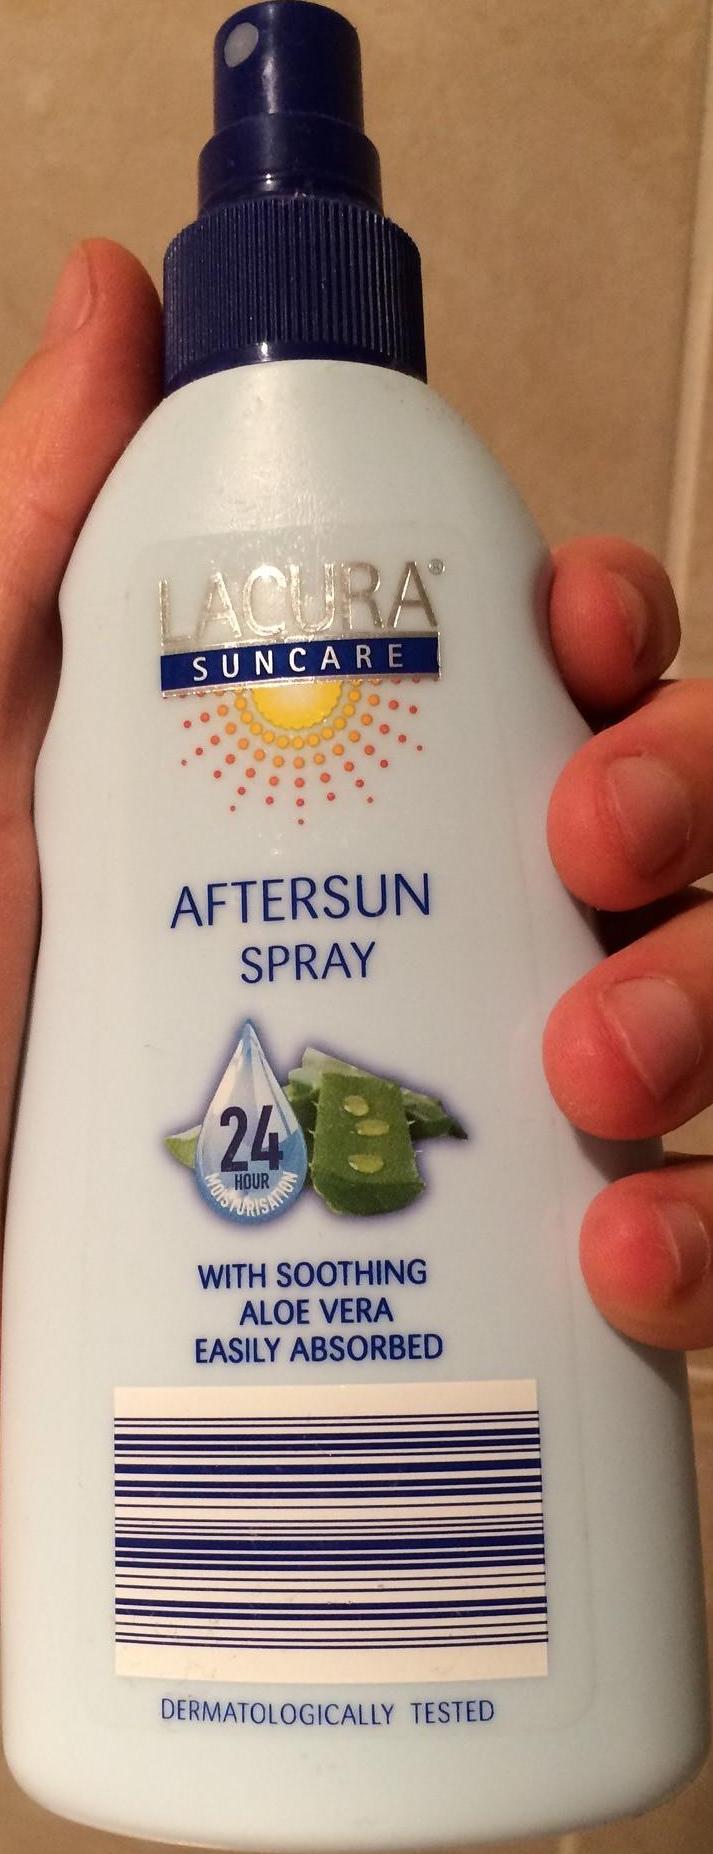 LACURA®
SUNCARE
AFTERSUN
SPRAY
24
HOUR
MOISTURISATION
WITH SOOTHING
ALOE VERA
EASILY ABSORBED
DERMATOLOGICALLY TESTED